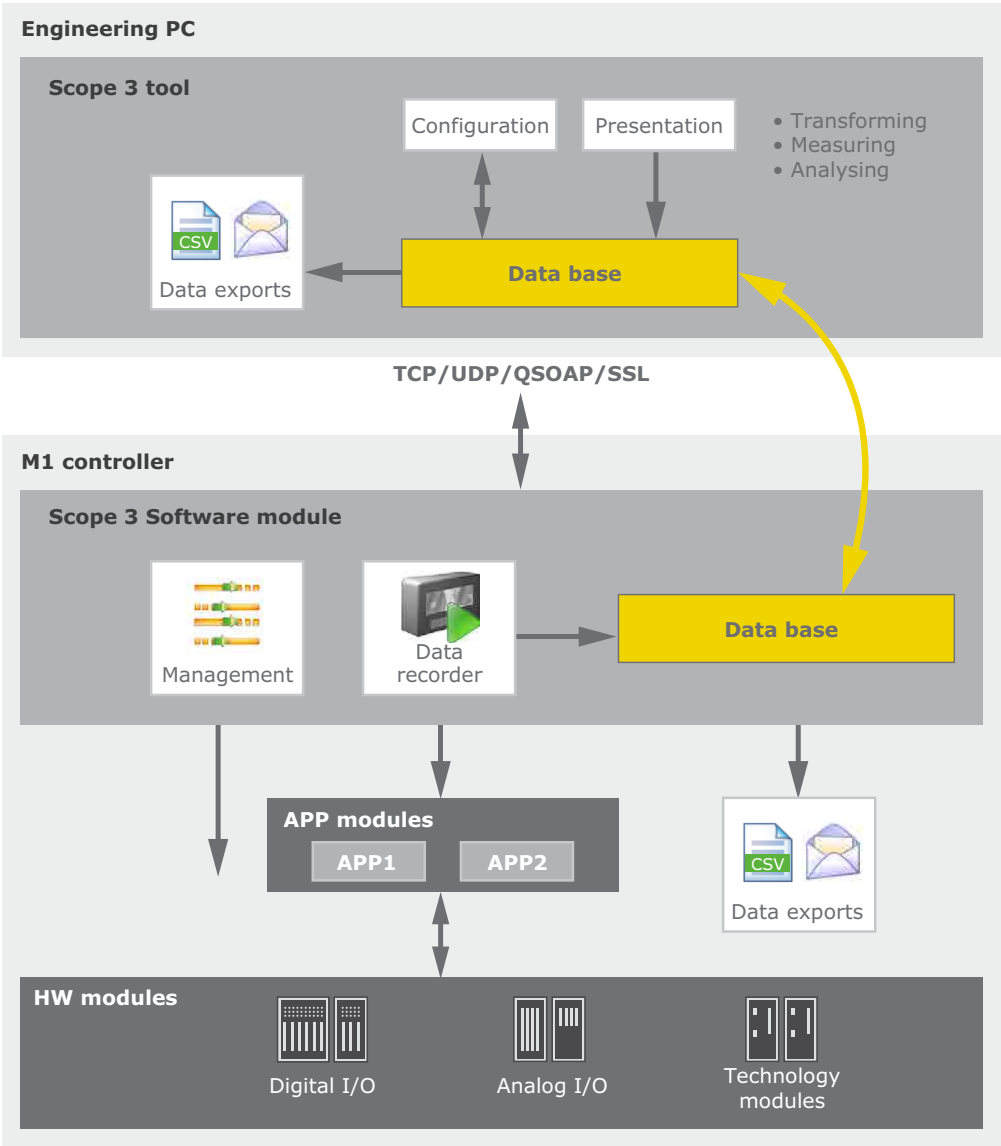 Engineering PC
Scope 3 tool
Configuration
Presentation
• Transforming
• Measuring
• Analysing
CSV
Data exports
Data base
TCP/UDP/QSOAP/SSL
M1 controller
Scope 3 Software module
Management
Data
recorder
Data base
APP modules
APP1
APP2
CSV
Data exports
HW modules
Digital I/O
Analog I/O
Technology
modules